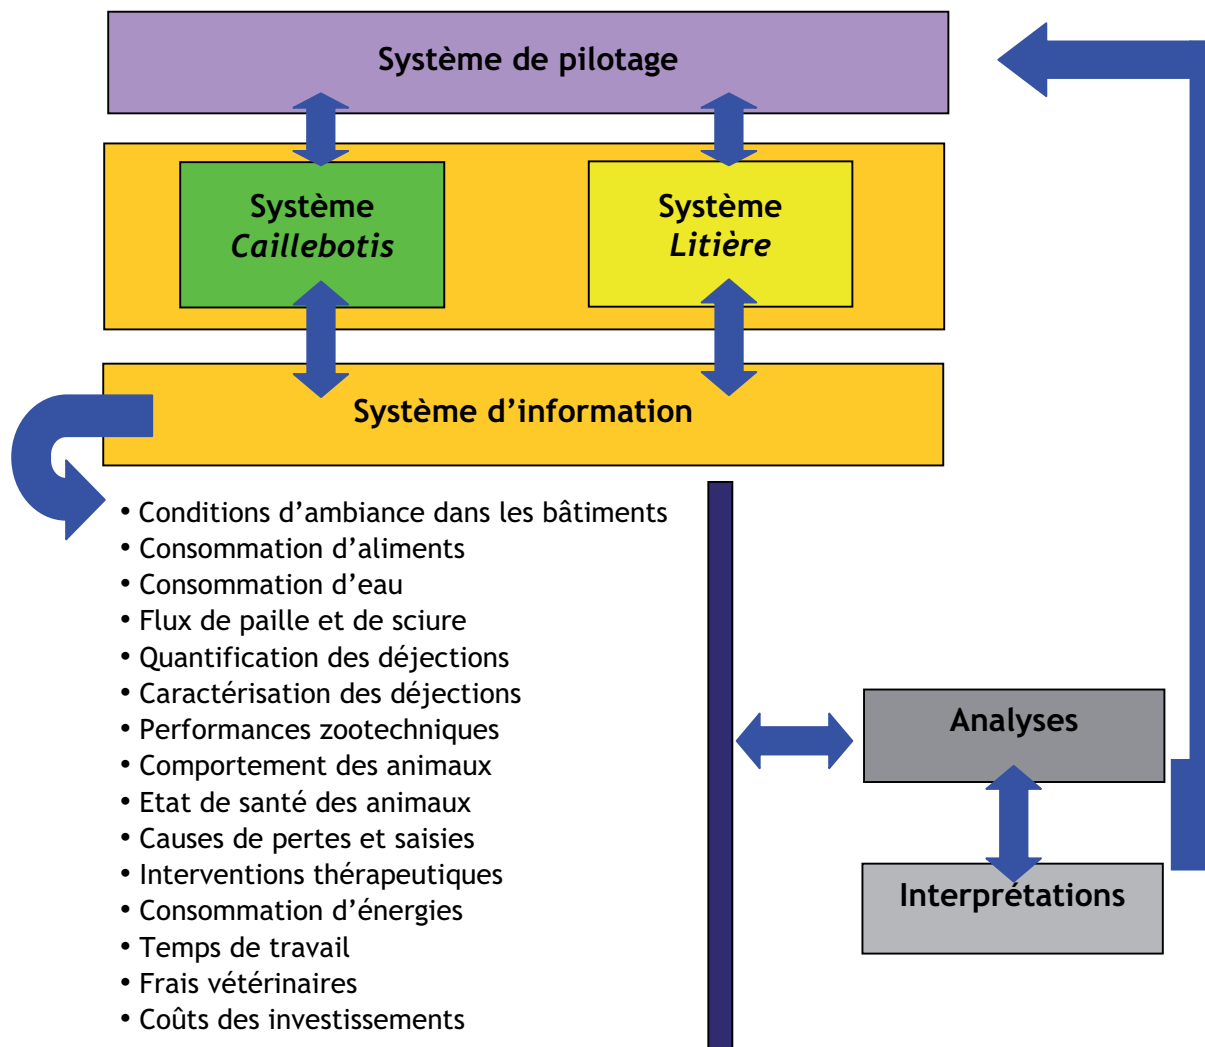 Système de pilotage
Système
Caillebotis
Système
Litière
Système d’information
• Conditions d’ambiance dans les bâtiments
• Consommation d’aliments
• Consommation d’eau
• Flux de paille et de sciure
• Quantification des déjections
• Caractérisation des déjections
• Performances zootechniques
• Comportement des animaux
• Etat de santé des animaux
• Causes de pertes et saisies
• Interventions thérapeutiques
• Consommation d’énergies
• Temps de travail
• Frais vétérinaires
• Coûts des investissements
Analyses
Interprétations